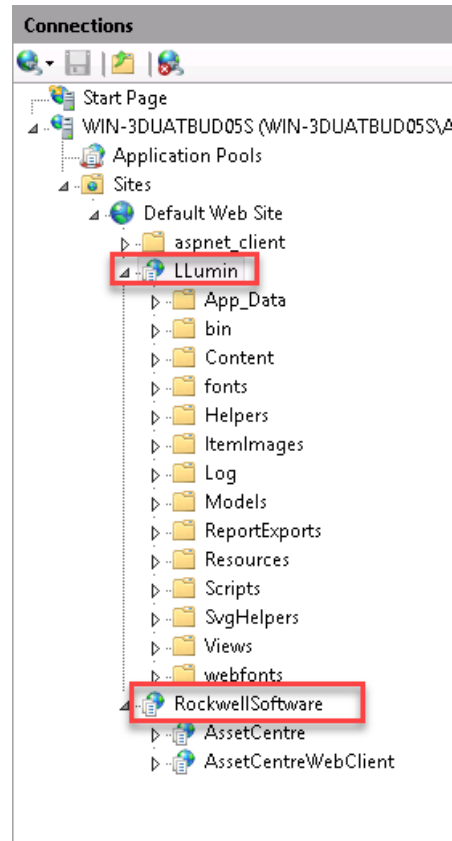 Connections
Start Page
WIN-3DUATBUD05S (WIN-3DUATBUD05S\A
Application Pools
Sites
Default Web Site
aspnet_client
LLumin
App_Data
bin
Content
fonts
Helpers
ItemImages
Log
Models
ReportExports
Resources
Scripts
SvgHelpers
Views
webfonts
RockwellSoftware
AssetCentre
AssetCentreWebClient